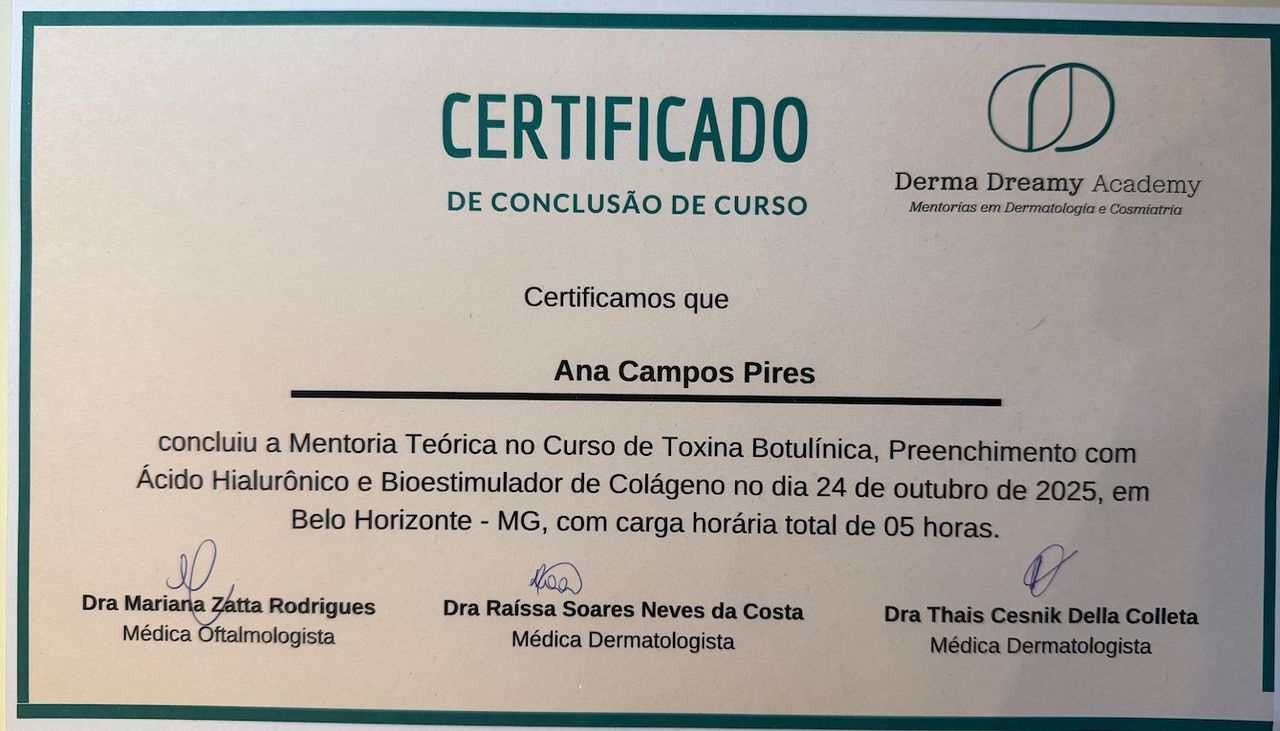 CERTIFICADO
DE CONCLUSÃO DE CURSO
Derma Dreamy Academy
Mentorias em Dermatologia e Cosmiatria
Certificamos que
Ana Campos Pires
concluiu a Mentoria Teórica no Curso de Toxina Botulínica, Preenchimento com
Ácido Hialurônico e Bioestimulador de Colágeno no dia 24 de outubro de 2025, em
Belo Horizonte - MG, com carga horária total de 05 horas.
Dra Mariana Zatta Rodrigues
Médica Oftalmologista
Dra Raíssa Soares Neves da Costa
Médica Dermatologista
Dra Thais Cesnik Della Colleta
Médica Dermatologista